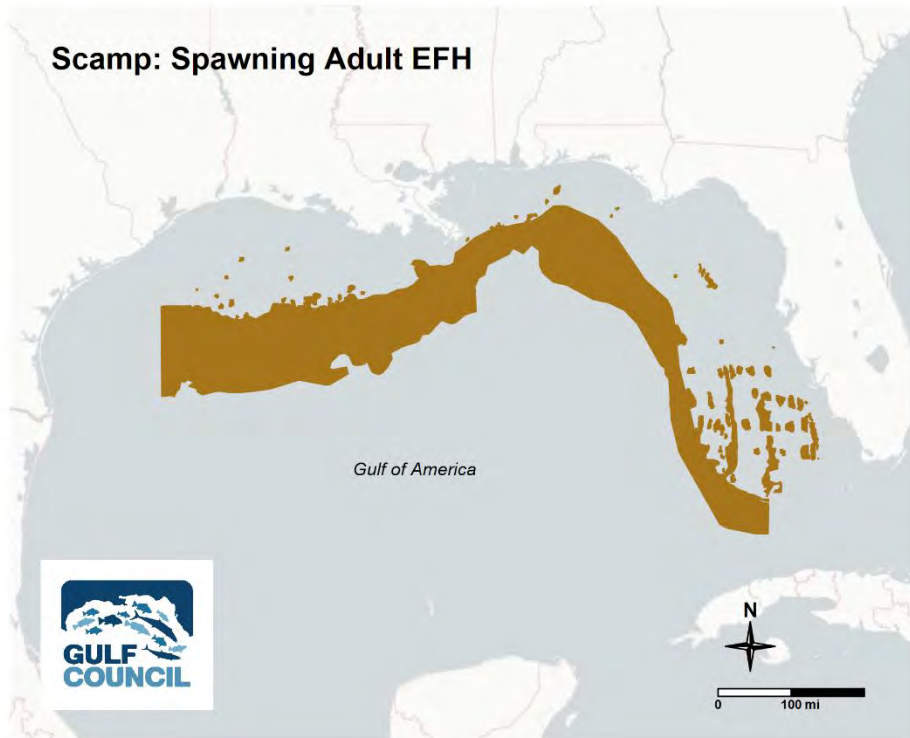 Scamp: Spawning Adult EFH
Gulf of America
GULF
COUNCIL
N
0 100 mi